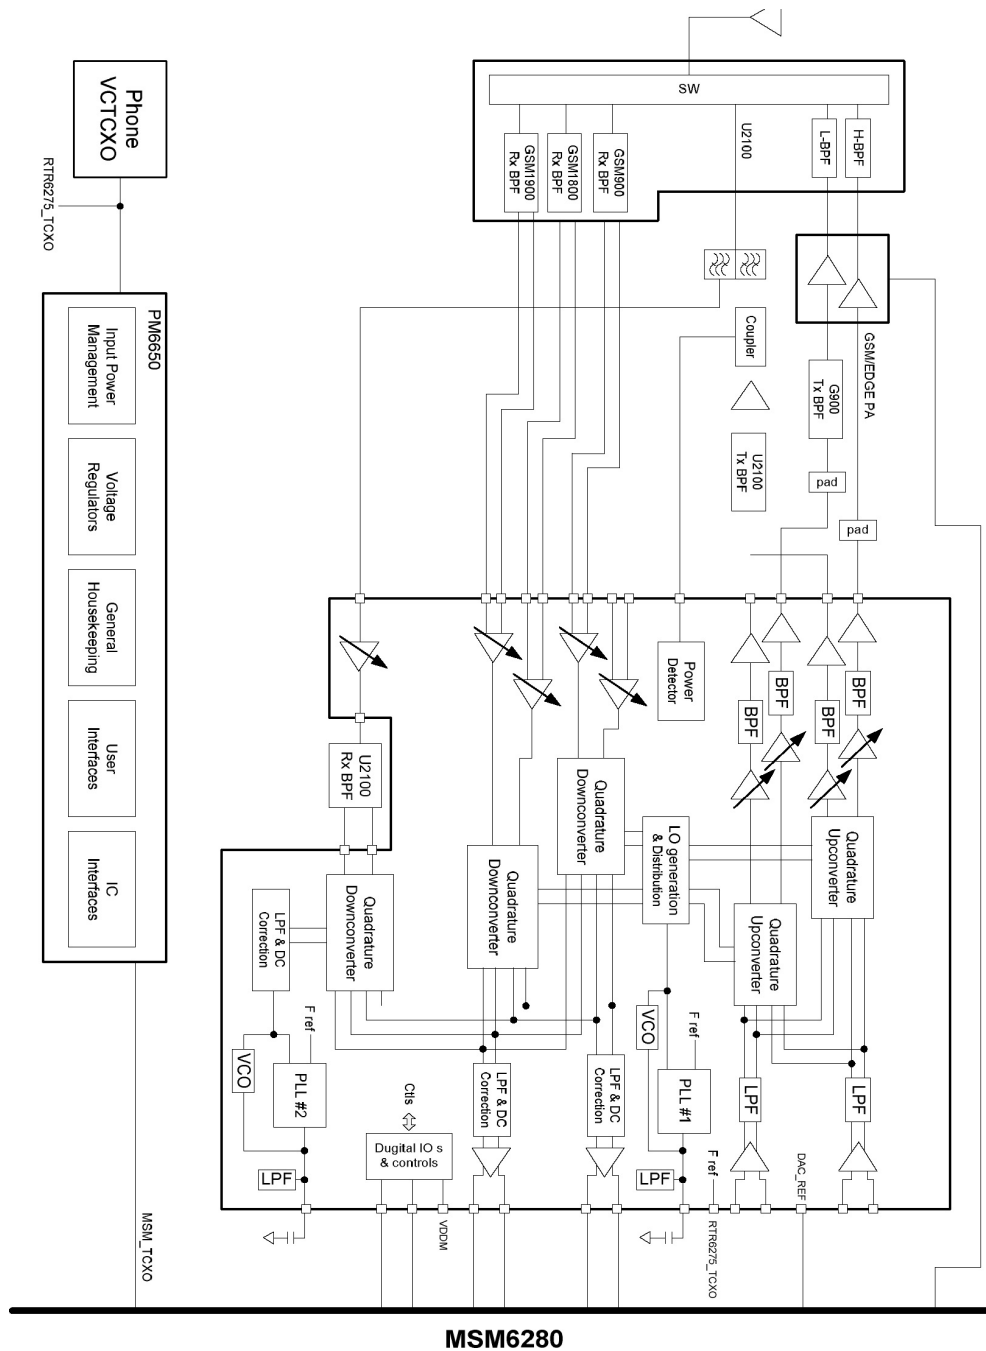 SW
Phone
VCTCXO
RTR6275_TCXO
GSM1900
Rx BPF
GSM1800
Rx BPF
GSM900
Rx BPF
U2100
L-BPF
H-BPF
PM6650
Input Power
Management
Voltage
Regulators
General
Housekeeping
User
Interfaces
IC
Interfaces
Coupler
GSM/EDGE PA
G900
Tx BPF
U2100
Tx BPF
pad
pad
Power
Detector
BPF
BPF
BPF
BPF
U2100
Rx BPF
Quadrature
Downconverter
Quadrature
Downconverter
Quadrature
Downconverter
LO generation
& Distribution
Quadrature
Upconverter
Quadrature
Upconverter
LPF & DC
Correction
F ref
VCO
PLL #2
LPF
Ctls
Dugital IO s
& controls
LPF & DC
Correction
LPF & DC
Correction
VCO
F ref
PLL #1
LPF
F ref
LPF
LPF
DAC_REF
MSM_TCXO
VDDM
RTR6275_TCXO
MSM6280